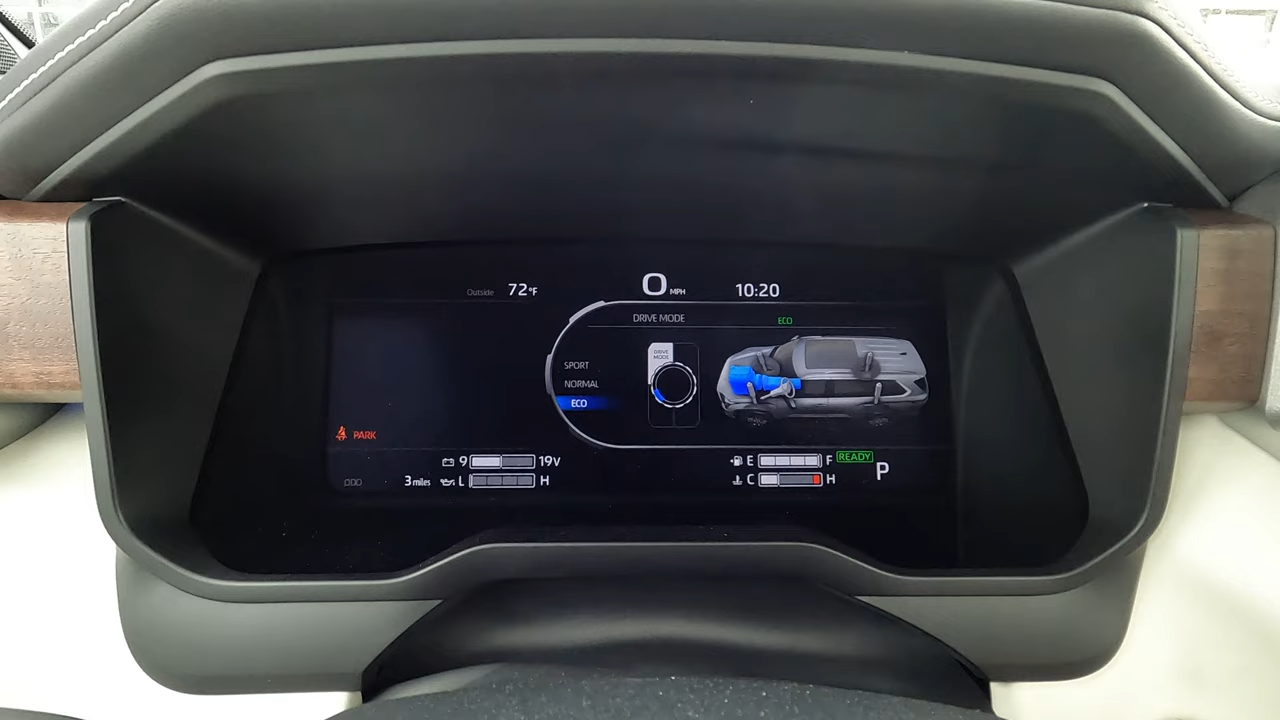 Outside 72°F 0 MPH 10:20
DRIVE MODE ECO
DRIVE MODE
SPORT
NORMAL
ECO
PARK
9 19V E F READY P
ODO 3 miles L H C H